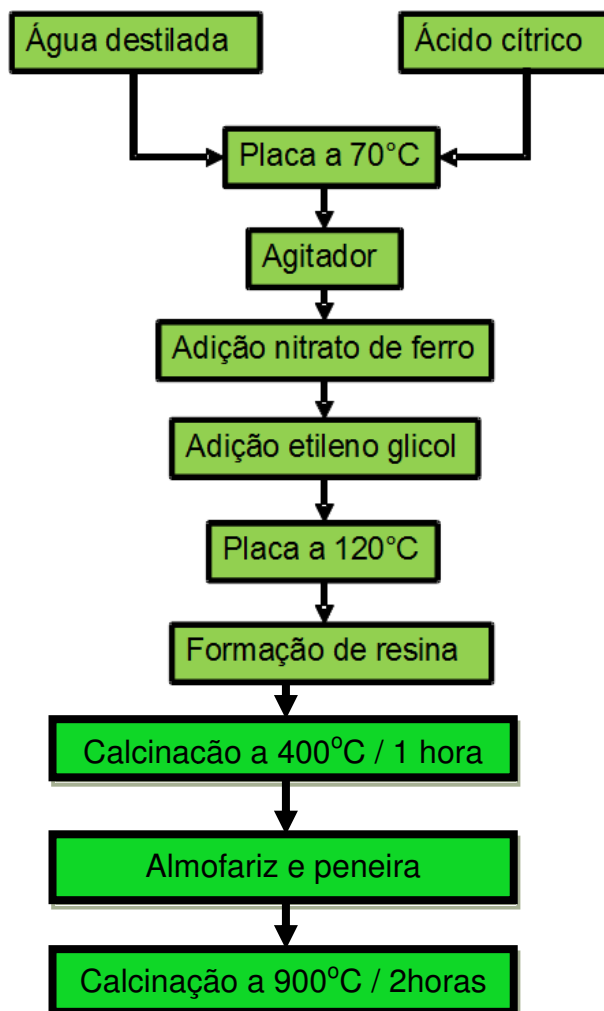 Água destilada
Ácido cítrico
Placa a 70°C
Agitador
Adição nitrato de ferro
Adição etileno glicol
Placa a 120°C
Formação de resina
Calcinacão a 400°C / 1 hora
Almofariz e peneira
Calcinação a 900°C / 2horas